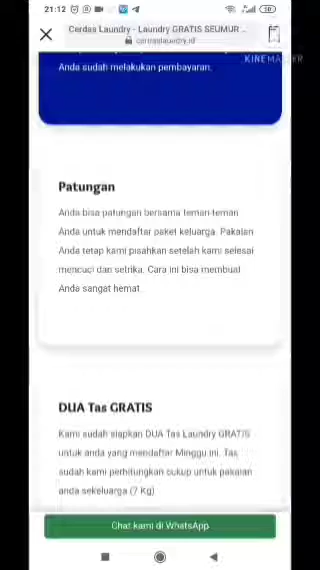 21:12
Cerdas Laundry - Laundry GRATIS SEUMUR ...
cerdaslaundry.id
KINEMASTER
Anda sudah melakukan pembayaran.
Patungan
Anda bisa patungan bersama teman-teman
Anda untuk mendaftar paket keluarga. Pakaian
Anda tetap kami pisahkan setelah kami selesai
mencuci dan setrika. Cara ini bisa membuat
Anda sangat hemat
DUA Tas GRATIS
Kami sudah siapkan DUA Tas Laundry GRATIS
untuk anda yang mendaftar Minggu ini. Tas
sudah kami perhitungkan cukup untuk pakaian
anda sekeluarga (7 Kg)
Chat kami di WhatsApp